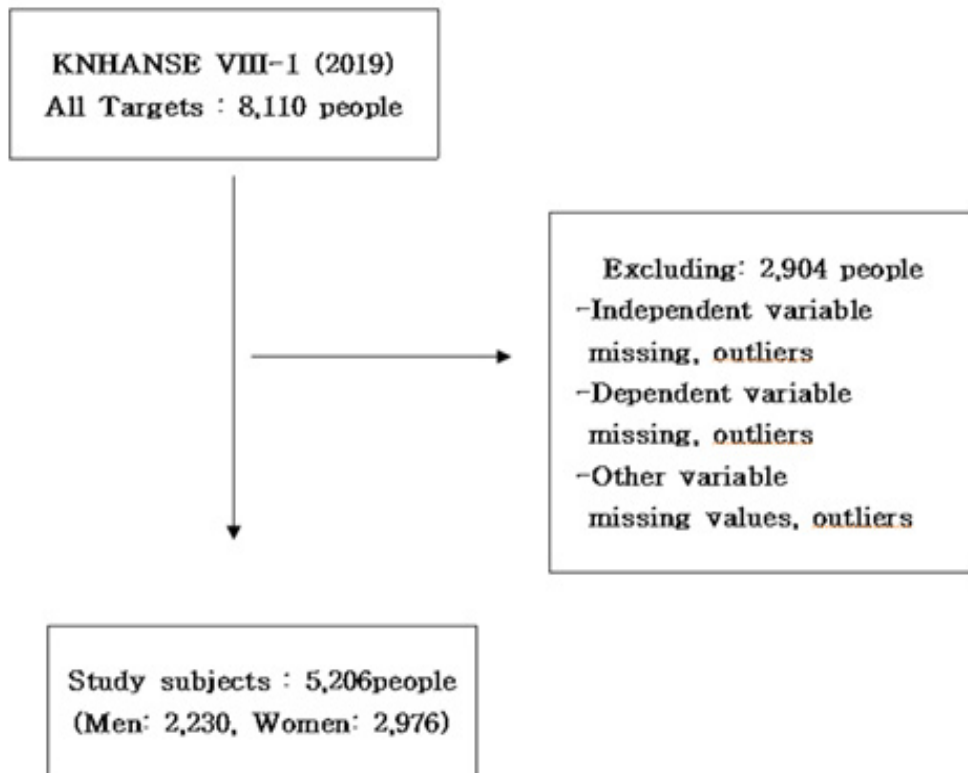 KNHANSE VIII-1 (2019)
All Targets : 8,110 people
Excluding: 2,904 people
-Independent variable
missing, outliers
-Dependent variable
missing, outliers
-Other variable
missing values, outliers
Study subjects : 5,206people
(Men: 2,230, Women: 2,976)